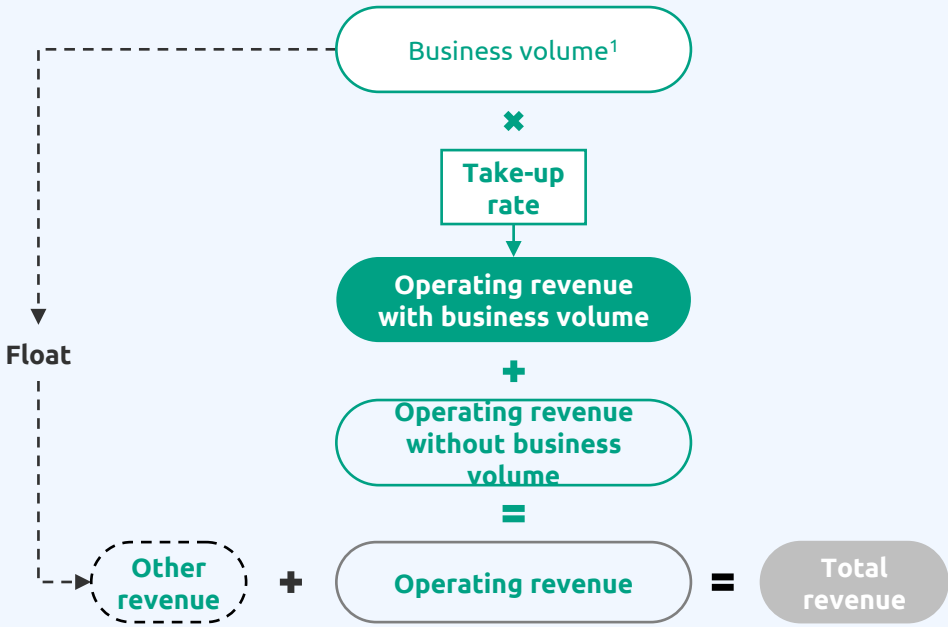 Business volume¹
✖
Take-up
rate
Operating revenue
with business volume
Float
+
Operating revenue
without business
volume
=
Other
revenue
+
Operating revenue
=
Total
revenue